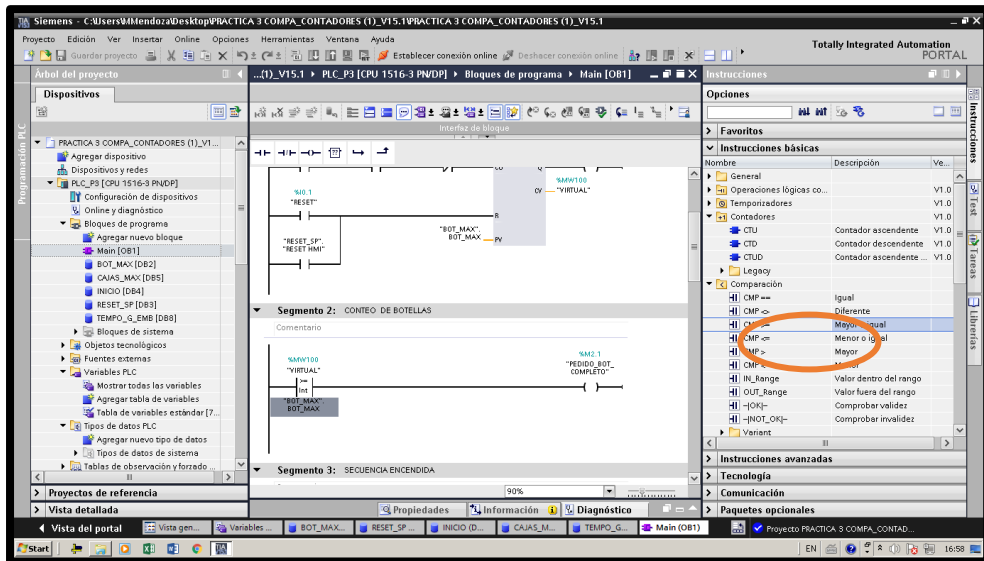 Siemens - C:\Users\MMendoza\Desktop\PRACTICA 3 COMPA_CONTADORES (1)_V15.1\PRACTICA 3 COMPA_CONTADORES (1)_V15.1
Proyecto Edición Ver Insertar Online Opciones Herramientas Ventana Ayuda
Totally Integrated Automation
PORTAL
Guardar proyecto
Establecer conexión online
Deshacer conexión online
Árbol del proyecto
Dispositivos
Programación PLC
PRACTICA 3 COMPA_CONTADORES (1)_V1...
Agregar dispositivo
Dispositivos y redes
PLC_P3 [CPU 1516-3 PN/DP]
Configuración de dispositivos
Online y diagnóstico
Bloques de programa
Agregar nuevo bloque
Main [OB1]
BOT_MAX [DB2]
CAJAS_MAX [DB5]
INICIO [DB4]
RESET_SP [DB3]
TEMPO_G_EMB [DB8]
Bloques de sistema
Objetos tecnológicos
Fuentes externas
Variables PLC
Mostrar todas las variables
Agregar tabla de variables
Tabla de variables estándar [7...
Tipos de datos PLC
Agregar nuevo tipo de datos
Tipos de datos de sistema
Tablas de observación y forzado ...
Proyectos de referencia
Vista detallada
...(1)_V15.1 PLC_P3 [CPU 1516-3 PN/DP] Bloques de programa Main [OB1]
Interfaz de bloque
%I0.1
"RESET"
"RESET_SP".
"RESET HMI"
R
"BOT_MAX".
BOT_MAX
PV
CV
%MW100
"VIRTUAL"
Segmento 2: CONTEO DE BOTELLAS
Comentario
%MW100
"VIRTUAL"
>=
Int
"BOT_MAX".
BOT_MAX
%M2.1
"PEDIDO_BOT_
COMPLETO"
Segmento 3: SECUENCIA ENCENDIDA
90%
Propiedades Información Diagnóstico
Instrucciones
Opciones
Favoritos
Instrucciones básicas
Nombre Descripción Ve...
General
Operaciones lógicas co... V1.0
Temporizadores V1.0
Contadores V1.0
CTU Contador ascendente V1.0
CTD Contador descendente V1.0
CTUD Contador ascendente ... V1.0
Legacy
Comparación
CMP == Igual
CMP <> Diferente
CMP >= Mayor o igual
CMP <= Menor o igual
CMP > Mayor
CMP <
IN_Range Valor dentro del rango
OUT_Range Valor fuera del rango
-|OK|- Comprobar validez
-|NOT_OK|- Comprobar invalidez
Variant
Instrucciones avanzadas
Tecnología
Comunicación
Paquetes opcionales
Instrucciones
Test
Tareas
Librerías
Vista del portal
Vista gen...
Variables ...
BOT_MAX...
RESET_SP ...
INICIO (D...
CAJAS_M...
TEMPO_G...
Main (OB1)
Proyecto PRACTICA 3 COMPA_CONTAD...
Start
EN
16:58